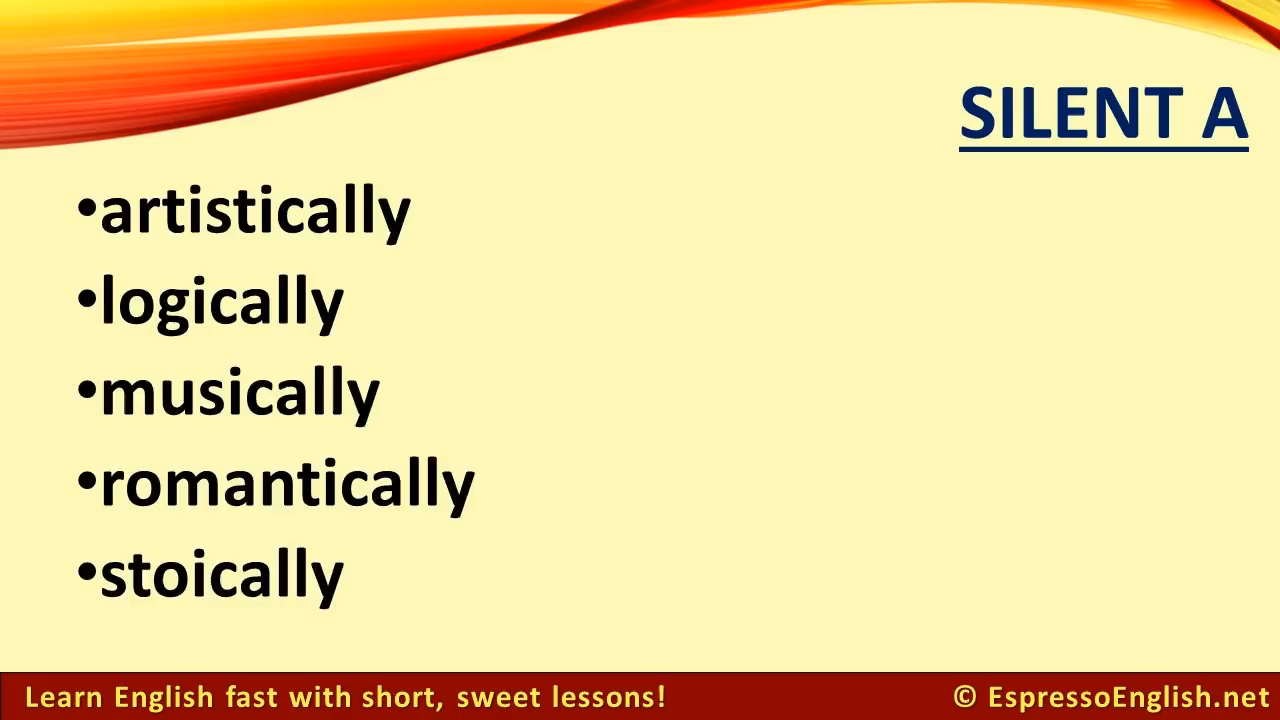 SILENT A
•artistically
•logically
•musically
•romantically
•stoically
Learn English fast with short, sweet lessons!
© EspressoEnglish.net